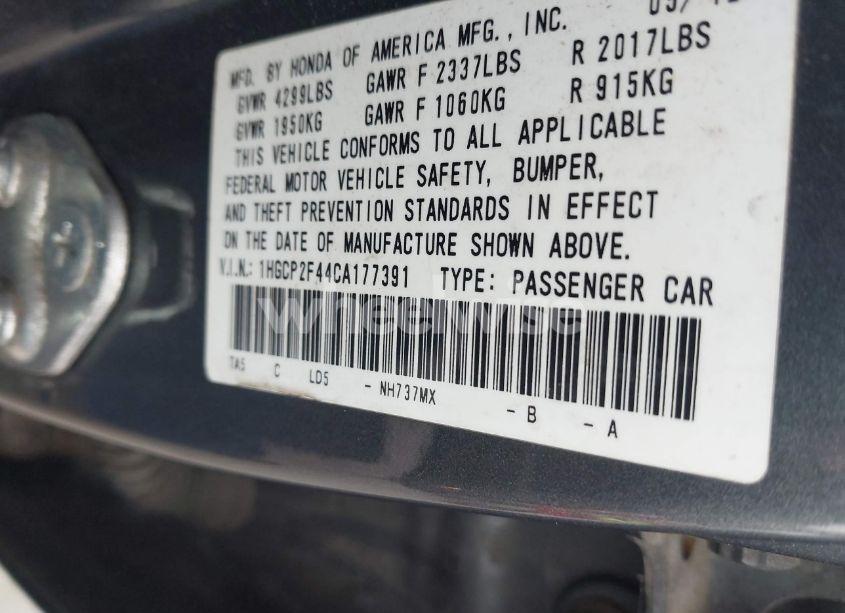 MFD. BY HONDA OF AMERICA MFG., INC.
GVWR 4299LBS GAWR F 2337LBS R 2017LBS
GVWR 1950KG GAWR F 1060KG R 915KG
THIS VEHICLE CONFORMS TO ALL APPLICABLE
FEDERAL MOTOR VEHICLE SAFETY, BUMPER,
AND THEFT PREVENTION STANDARDS IN EFFECT
ON THE DATE OF MANUFACTURE SHOWN ABOVE.
V.I.N.: 1HGCP2F44CA177391 TYPE: PASSENGER CAR
wheelwise
TA5 C LD5 - NH737MX - B - A